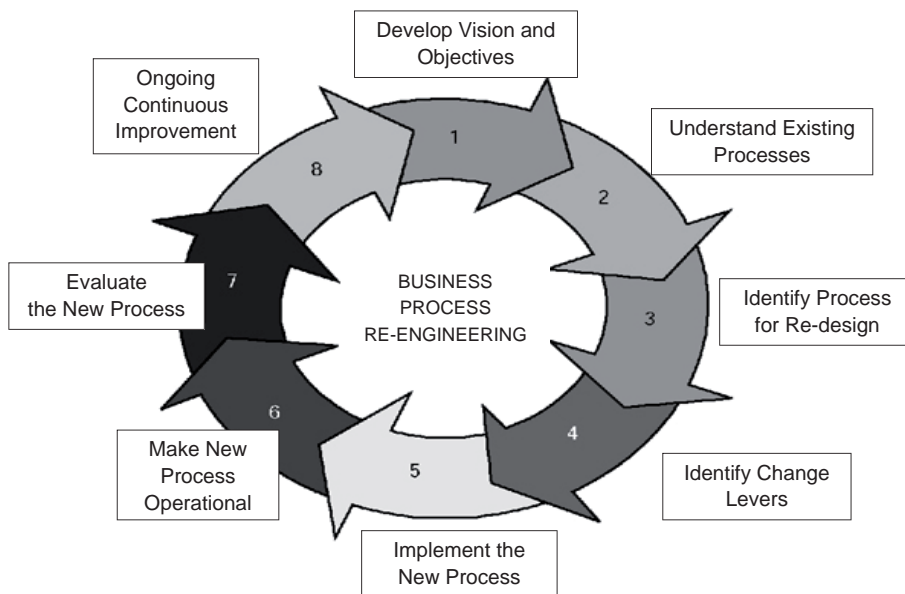 Develop Vision and
Objectives
1
Understand Existing
Processes
2
Identify Process
for Re-design
3
Identify Change
Levers
4
Implement the
New Process
5
Make New
Process
Operational
6
Evaluate
the New Process
7
Ongoing
Continuous
Improvement
8
BUSINESS
PROCESS
RE-ENGINEERING